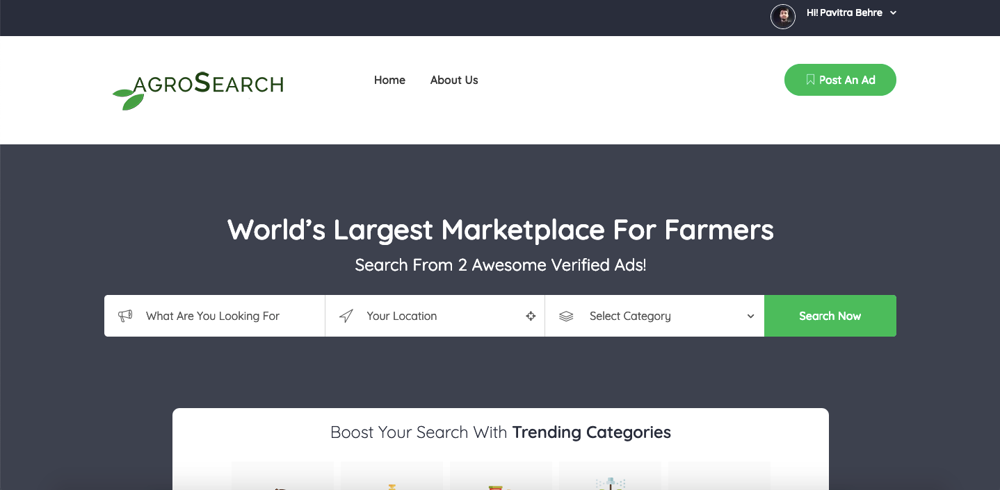 Hi! Pavitra Behre
AGROSEARCH
Home
About Us
Post An Ad
World's Largest Marketplace For Farmers
Search From 2 Awesome Verified Ads!
What Are You Looking For
Your Location
Select Category
Search Now
Boost Your Search With Trending Categories